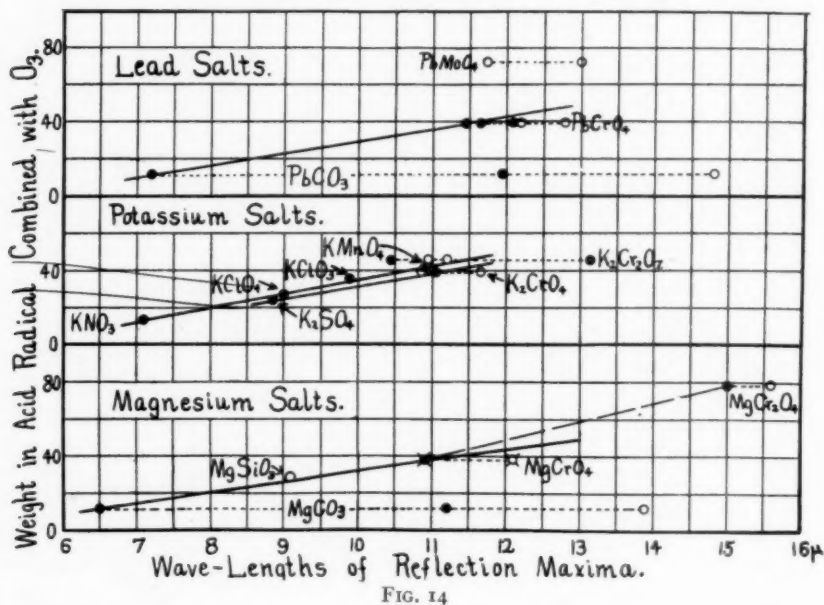 Weight in Acid Radical Combined with O₃.
80
40
0
Lead Salts.
PbMoO₄
PbCrO₄
PbCO₃
40
0
Potassium Salts.
KMnO₄
KClO₃
KClO₄
K₂Cr₂O₇
K₂CrO₄
K₂SO₄
KNO₃
80
40
0
Magnesium Salts.
MgCr₂O₄
MgSiO₃
MgCrO₄
MgCO₃
6 7 8 9 10 11 12 13 14 15 16μ
Wave-Lengths of Reflection Maxima.
FIG. 14